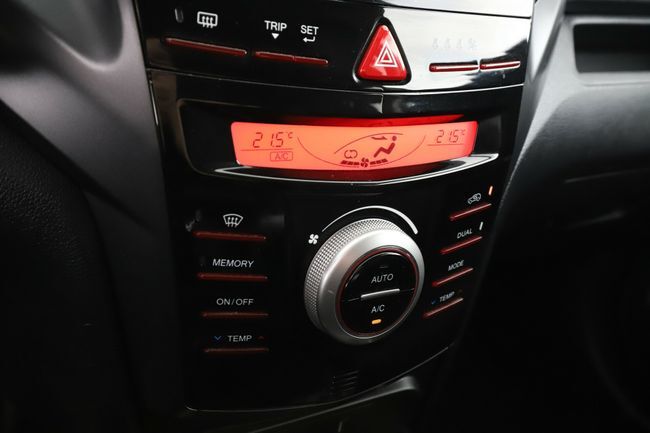 TRIP
SET
21.5°C
A/C
21.5°C
MEMORY
ON/OFF
TEMP
AUTO
A/C
DUAL
MODE
TEMP